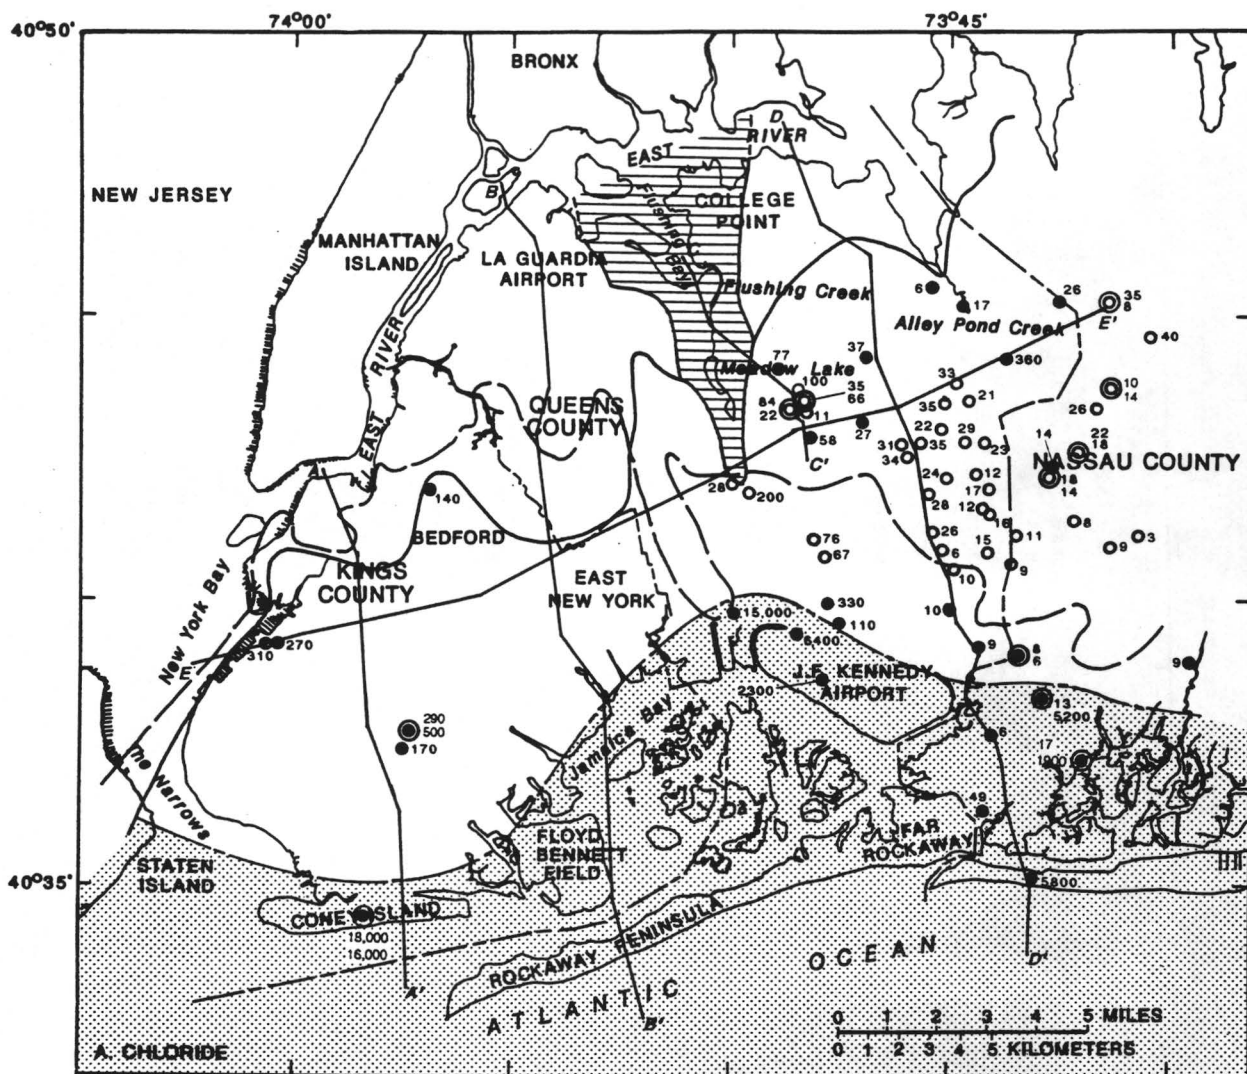 74°00'
73°45'
40°50'
BRONX
D
RIVER
EAST
NEW JERSEY
B
COLLEGE
POINT
Flushing
Bay
MANHATTAN
ISLAND
LA GUARDIA
AIRPORT
Flushing Creek
6
17
26
35
8
E'
Alley Pond Creek
40
RIVER
EAST
37
77
Meadow Lake
360
33
100
35
66
10
14
84
22
11
35
21
26
QUEENS
COUNTY
27
58
22
29
22
18
31
35
23
14
34
NASSAU COUNTY
C'
A
24
12
18
14
28
17
140
200
28
12
16
8
BEDFORD
76
26
11
3
67
6
15
9
KINGS
COUNTY
EAST
NEW YORK
10
9
New York Bay
330
15,000
10
110
6400
310
270
9
8
6
9
E
J.F. KENNEDY
AIRPORT
2300
13
5200
290
500
170
Jamaica Bay
6
17
1900
The Narrows
49
FAR
ROCKAWAY
FLOYD
BENNETT
FIELD
STATEN
ISLAND
40°35'
5800
CONEY ISLAND
18,000
16,000
ROCKAWAY PENINSULA
OCEAN
D'
A'
ATLANTIC
B'
0 1 2 3 4 5 MILES
0 1 2 3 4 5 KILOMETERS
A. CHLORIDE